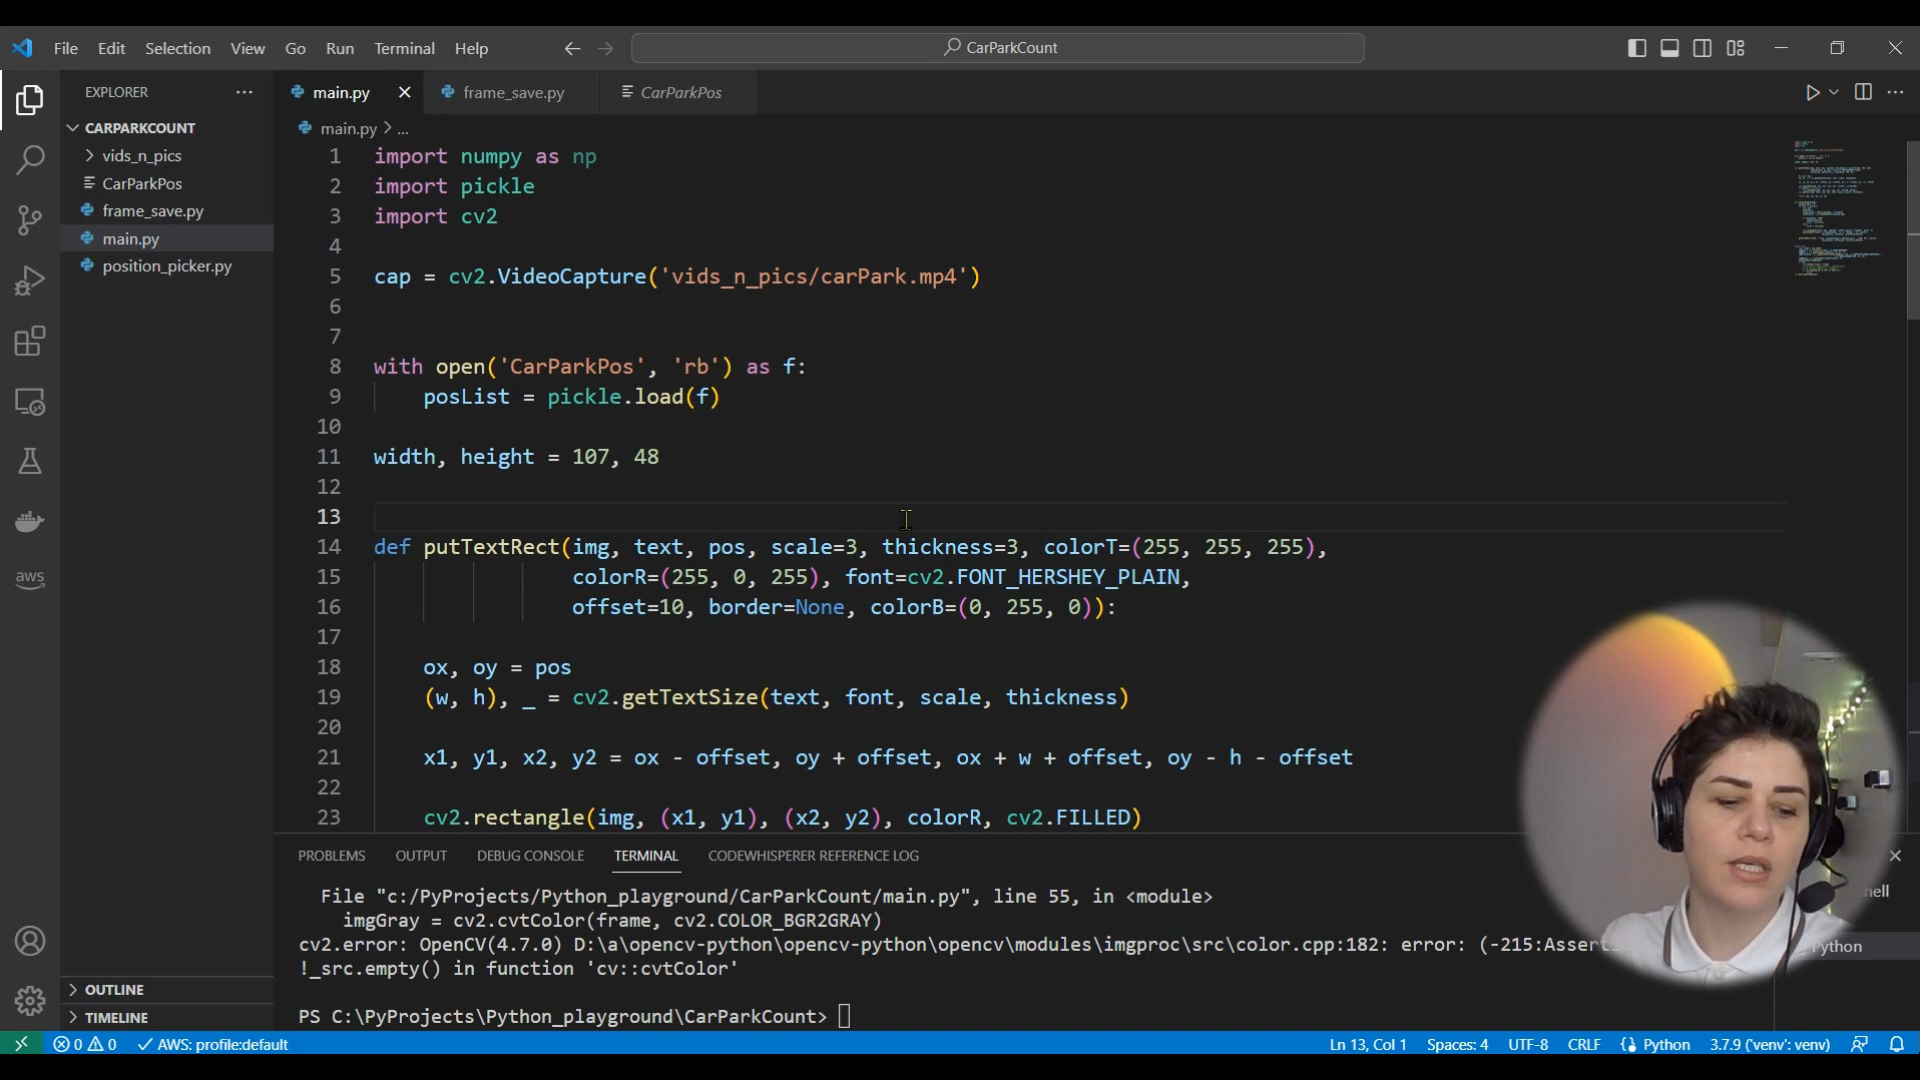 File Edit Selection View Go Run Terminal Help
CarParkCount
EXPLORER
CARPARKCOUNT
vids_n_pics
CarParkPos
frame_save.py
main.py
position_picker.py
OUTLINE
TIMELINE
aws
main.py
frame_save.py
CarParkPos
main.py > ...
1 import numpy as np
2 import pickle
3 import cv2
4
5 cap = cv2.VideoCapture('vids_n_pics/carPark.mp4')
6
7
8 with open('CarParkPos', 'rb') as f:
9 posList = pickle.load(f)
10
11 width, height = 107, 48
12
13
14 def putTextRect(img, text, pos, scale=3, thickness=3, colorT=(255, 255, 255),
15 colorR=(255, 0, 255), font=cv2.FONT_HERSHEY_PLAIN,
16 offset=10, border=None, colorB=(0, 255, 0)):
17
18 ox, oy = pos
19 (w, h), _ = cv2.getTextSize(text, font, scale, thickness)
20
21 x1, y1, x2, y2 = ox - offset, oy + offset, ox + w + offset, oy - h - offset
22
23 cv2.rectangle(img, (x1, y1), (x2, y2), colorR, cv2.FILLED)
PROBLEMS OUTPUT DEBUG CONSOLE TERMINAL CODEWHISPERER REFERENCE LOG
File "c:/PyProjects/Python_playground/CarParkCount/main.py", line 55, in <module>
imgGray = cv2.cvtColor(frame, cv2.COLOR_BGR2GRAY)
cv2.error: OpenCV(4.7.0) D:\a\opencv-python\opencv-python\opencv\modules\imgproc\src\color.cpp:182: error: (-215:Asserti
!_src.empty() in function 'cv::cvtColor'
PS C:\PyProjects\Python_playground\CarParkCount>
ell
Python
0 0 AWS: profile:default
Ln 13, Col 1 Spaces: 4 UTF-8 CRLF Python 3.7.9 ('venv': venv)